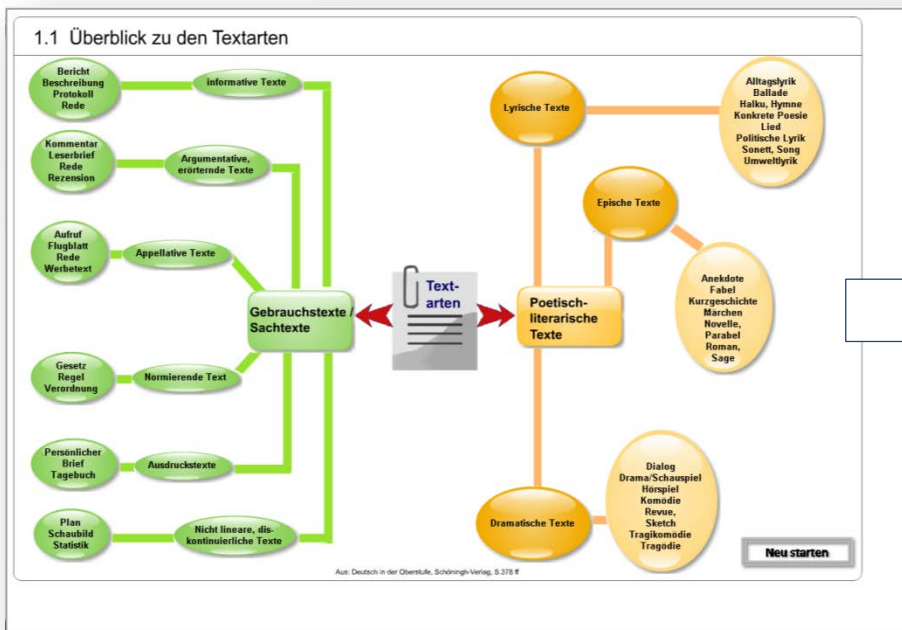 1.1 Überblick zu den Textarten
Bericht
Beschreibung
Protokoll
Rede
informative Texte
Kommentar
Leserbrief
Rede
Rezension
Argumentative,
erörternde Texte
Aufruf
Flugblatt
Rede
Werbetext
Appellative Texte
Gebrauchstexte /
Sachtexte
Gesetz
Regel
Verordnung
Normierende Text
Persönlicher
Brief
Tagebuch
Ausdruckstexte
Plan
Schaubild
Statistik
Nicht lineare, dis-
kontinuierliche Texte
Text-
arten
Poetisch-
literarische
Texte
Lyrische Texte
Alltagslyrik
Ballade
Haiku, Hymne
Konkrete Poesie
Lied
Politische Lyrik
Sonett, Song
Umweltlyrik
Epische Texte
Anekdote
Fabel
Kurzgeschichte
Märchen
Novelle,
Parabel
Roman,
Sage
Dramatische Texte
Dialog
Drama/Schauspiel
Hörspiel
Komödie
Revue,
Sketch
Tragikomödie
Tragödie
Neu starten
Aus: Deutsch in der Oberstufe, Schöningh-Verlag, S.378 ff